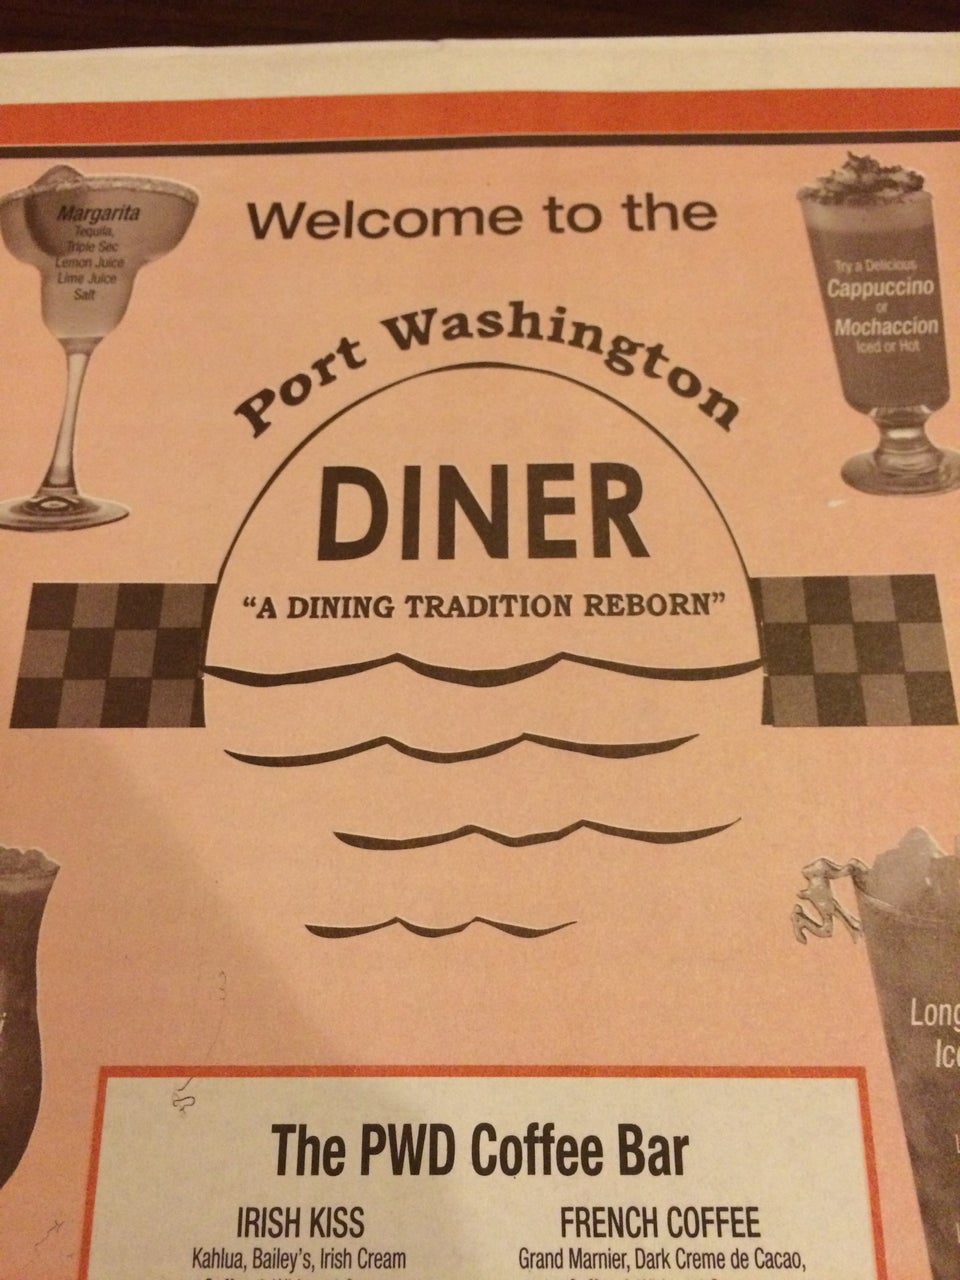 Welcome to the
Port Washington
DINER
“A DINING TRADITION REBORN”
Margarita
Tequila,
Triple Sec
Lemon Juice
Lime Juice
Salt
Try a Delicious
Cappuccino
or
Mochaccion
Iced or Hot
Long
Ice
The PWD Coffee Bar
IRISH KISS
Kahlua, Bailey's, Irish Cream
FRENCH COFFEE
Grand Marnier, Dark Creme de Cacao,